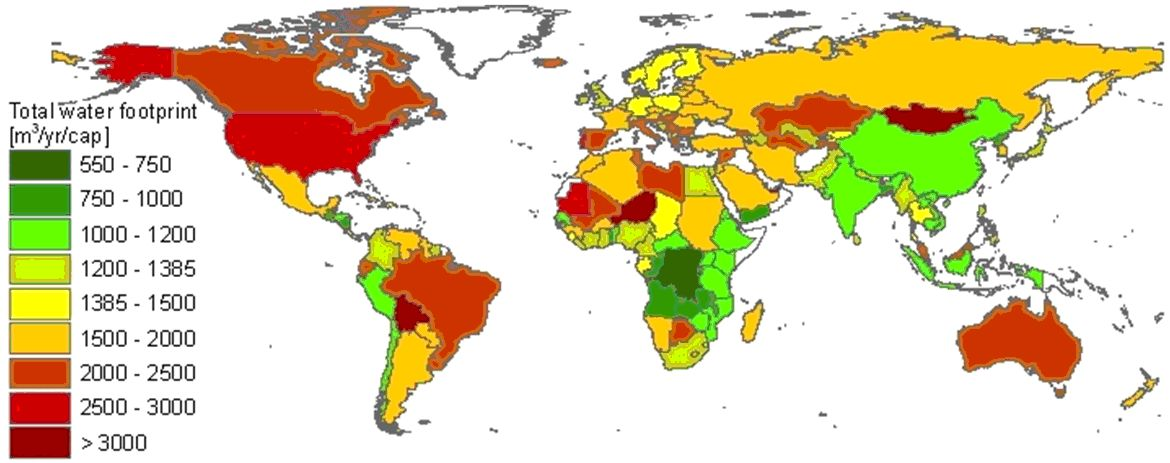 Total water footprint
[m³/yr/cap]
550 - 750
750 - 1000
1000 - 1200
1200 - 1385
1385 - 1500
1500 - 2000
2000 - 2500
2500 - 3000
> 3000